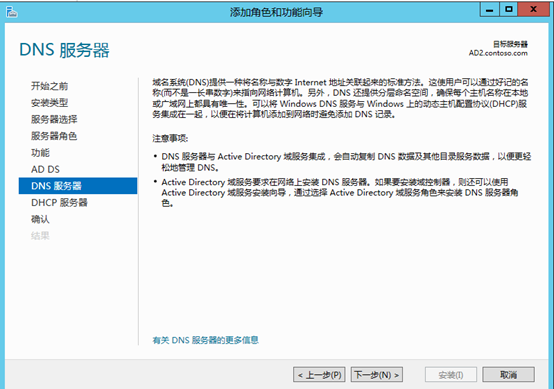 添加角色和功能向导
DNS 服务器
目标服务器
AD2.contoso.com
开始之前
安装类型
服务器选择
服务器角色
功能
AD DS
DNS 服务器
DHCP 服务器
确认
结果
域名系统(DNS)提供一种将名称与数字 Internet 地址关联起来的标准方法。这使用户可以通过好记的名
称(而不是一长串数字)来指向网络计算机。另外，DNS 还提供分层命名空间，确保每个主机名称在本地
或广域网上都具有唯一性。可以将 Windows DNS 服务与 Windows 上的动态主机配置协议(DHCP)服
务集成在一起，以便在将计算机添加到网络时避免添加 DNS 记录。
注意事项:
• DNS 服务器与 Active Directory 域服务集成，会自动复制 DNS 数据及其他目录服务数据，以便更轻
松地管理 DNS。
• Active Directory 域服务要求在网络上安装 DNS 服务器。如果要安装域控制器，则还可以使用
Active Directory 域服务安装向导，通过选择 Active Directory 域服务角色来安装 DNS 服务器角
色。
有关 DNS 服务器的更多信息
< 上一步(P)
下一步(N) >
安装(I)
取消